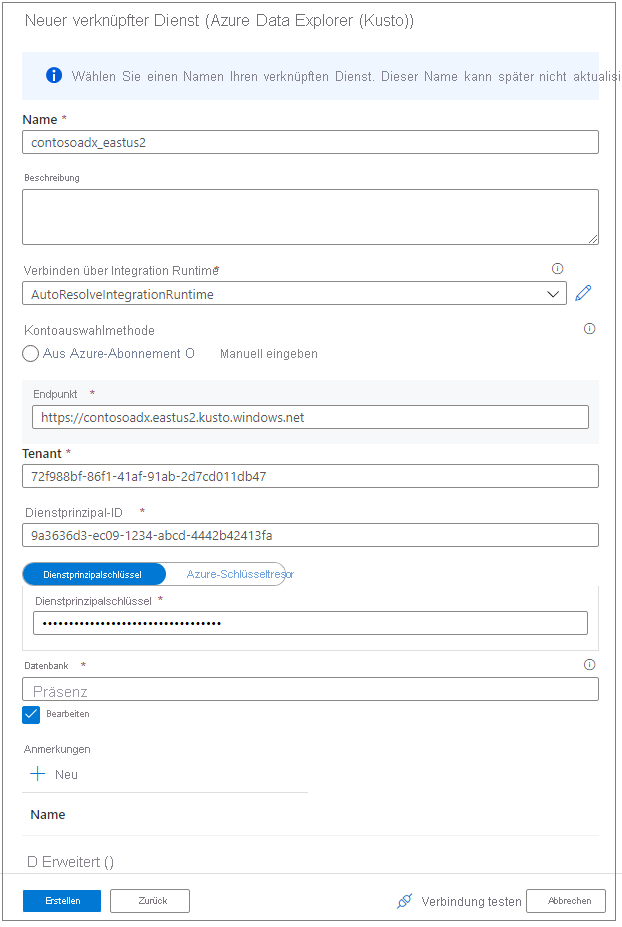 Neuer verknüpfter Dienst (Azure Data Explorer (Kusto))
Wählen Sie einen Namen Ihren verknüpften Dienst. Dieser Name kann später nicht aktualisi
Name *
contosoadx_eastus2
Beschreibung
Verbinden über Integration Runtime*
AutoResolveIntegrationRuntime
Kontoauswahlmethode
Aus Azure-Abonnement O Manuell eingeben
Endpunkt *
https://contosoadx.eastus2.kusto.windows.net
Tenant *
72f988bf-86f1-41af-91ab-2d7cd011db47
Dienstprinzipal-ID *
9a3636d3-ec09-1234-abcd-4442b42413fa
Dienstprinzipalschlüssel Azure-Schlüsseltresor
Dienstprinzipalschlüssel *
••••••••••••••••••••••••••••••••••
Datenbank *
Präsenz
Bearbeiten
Anmerkungen
Neu
Name
D Erweitert ()
Erstellen Zurück Verbindung testen Abbrechen